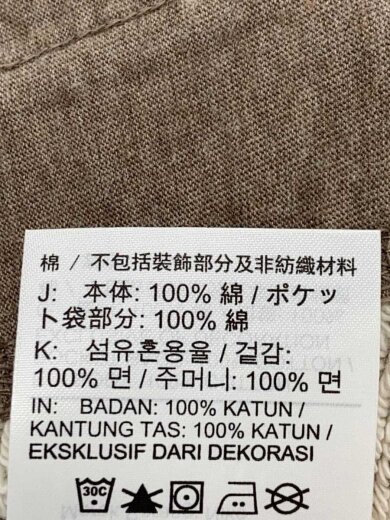 棉 / 不包括裝飾部分及非紡織材料
J: 本体: 100% 綿 / ポケッ
ト袋部分: 100% 綿
K: 섬유혼용율 / 겉감:
100% 면 / 주머니: 100% 면
IN: BADAN: 100% KATUN /
KANTUNG TAS: 100% KATUN /
EKSKLUSIF DARI DEKORASI
30C